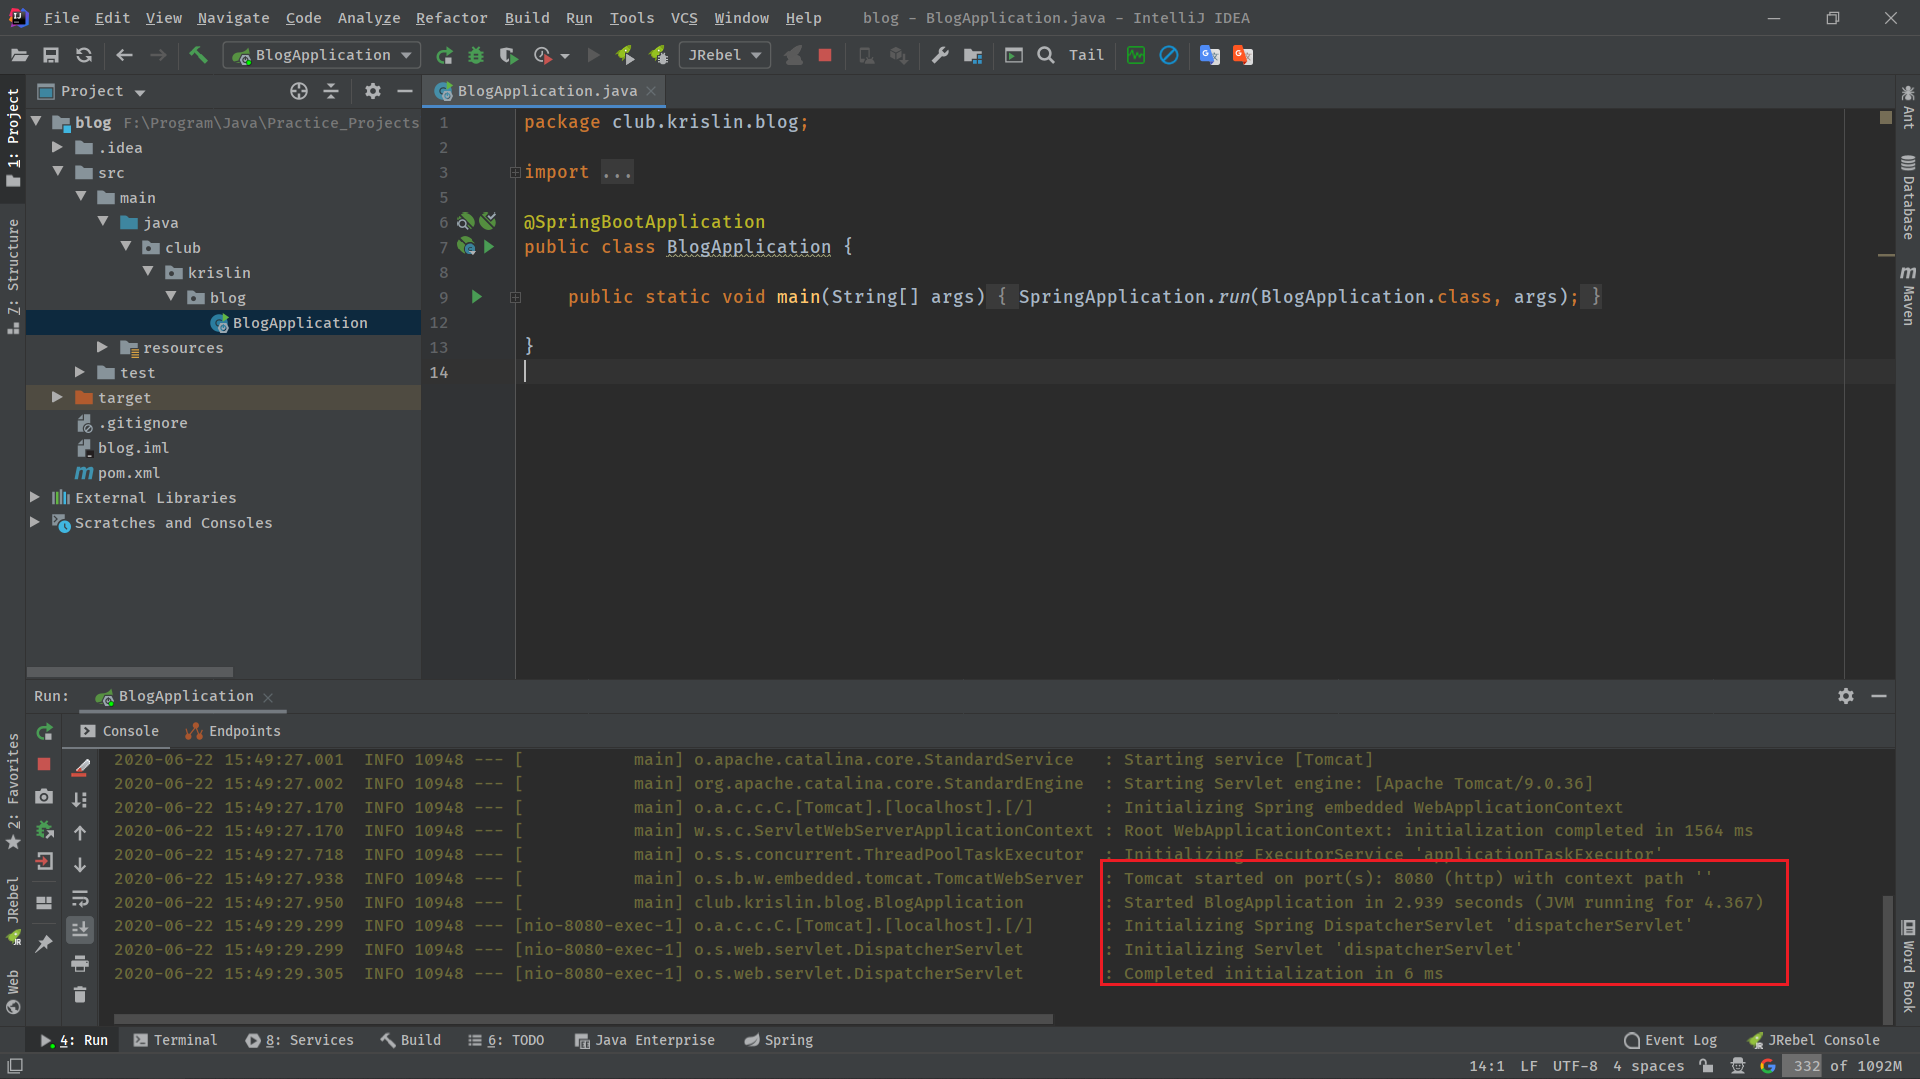 File Edit View Navigate Code Analyze Refactor Build Run Tools VCS Window Help blog - BlogApplication.java - IntelliJ IDEA
BlogApplication JRebel Tail
Project
BlogApplication.java
1: Project
7: Structure
2: Favorites
JRebel
Web
blog F:\Program\Java\Practice_Projects
.idea
src
main
java
club
krislin
blog
BlogApplication
resources
test
target
.gitignore
blog.iml
pom.xml
External Libraries
Scratches and Consoles
1 package club.krislin.blog;
2
3 import ...
5
6 @SpringBootApplication
7 public class BlogApplication {
8
9 public static void main(String[] args) { SpringApplication.run(BlogApplication.class, args); }
12
13 }
14
Ant
Database
Maven
Word Book
Run: BlogApplication
Console Endpoints
2020-06-22 15:49:27.001 INFO 10948 --- [ main] o.apache.catalina.core.StandardService : Starting service [Tomcat]
2020-06-22 15:49:27.002 INFO 10948 --- [ main] org.apache.catalina.core.StandardEngine : Starting Servlet engine: [Apache Tomcat/9.0.36]
2020-06-22 15:49:27.170 INFO 10948 --- [ main] o.a.c.c.C.[Tomcat].[localhost].[/] : Initializing Spring embedded WebApplicationContext
2020-06-22 15:49:27.170 INFO 10948 --- [ main] w.s.c.ServletWebServerApplicationContext : Root WebApplicationContext: initialization completed in 1564 ms
2020-06-22 15:49:27.718 INFO 10948 --- [ main] o.s.s.concurrent.ThreadPoolTaskExecutor : Initializing ExecutorService 'applicationTaskExecutor'
2020-06-22 15:49:27.938 INFO 10948 --- [ main] o.s.b.w.embedded.tomcat.TomcatWebServer : Tomcat started on port(s): 8080 (http) with context path ''
2020-06-22 15:49:27.950 INFO 10948 --- [ main] club.krislin.blog.BlogApplication : Started BlogApplication in 2.939 seconds (JVM running for 4.367)
2020-06-22 15:49:29.299 INFO 10948 --- [nio-8080-exec-1] o.a.c.c.C.[Tomcat].[localhost].[/] : Initializing Spring DispatcherServlet 'dispatcherServlet'
2020-06-22 15:49:29.299 INFO 10948 --- [nio-8080-exec-1] o.s.web.servlet.DispatcherServlet : Initializing Servlet 'dispatcherServlet'
2020-06-22 15:49:29.305 INFO 10948 --- [nio-8080-exec-1] o.s.web.servlet.DispatcherServlet : Completed initialization in 6 ms
4: Run Terminal 8: Services Build 6: TODO Java Enterprise Spring Event Log JRebel Console
14:1 LF UTF-8 4 spaces 332 of 1092M